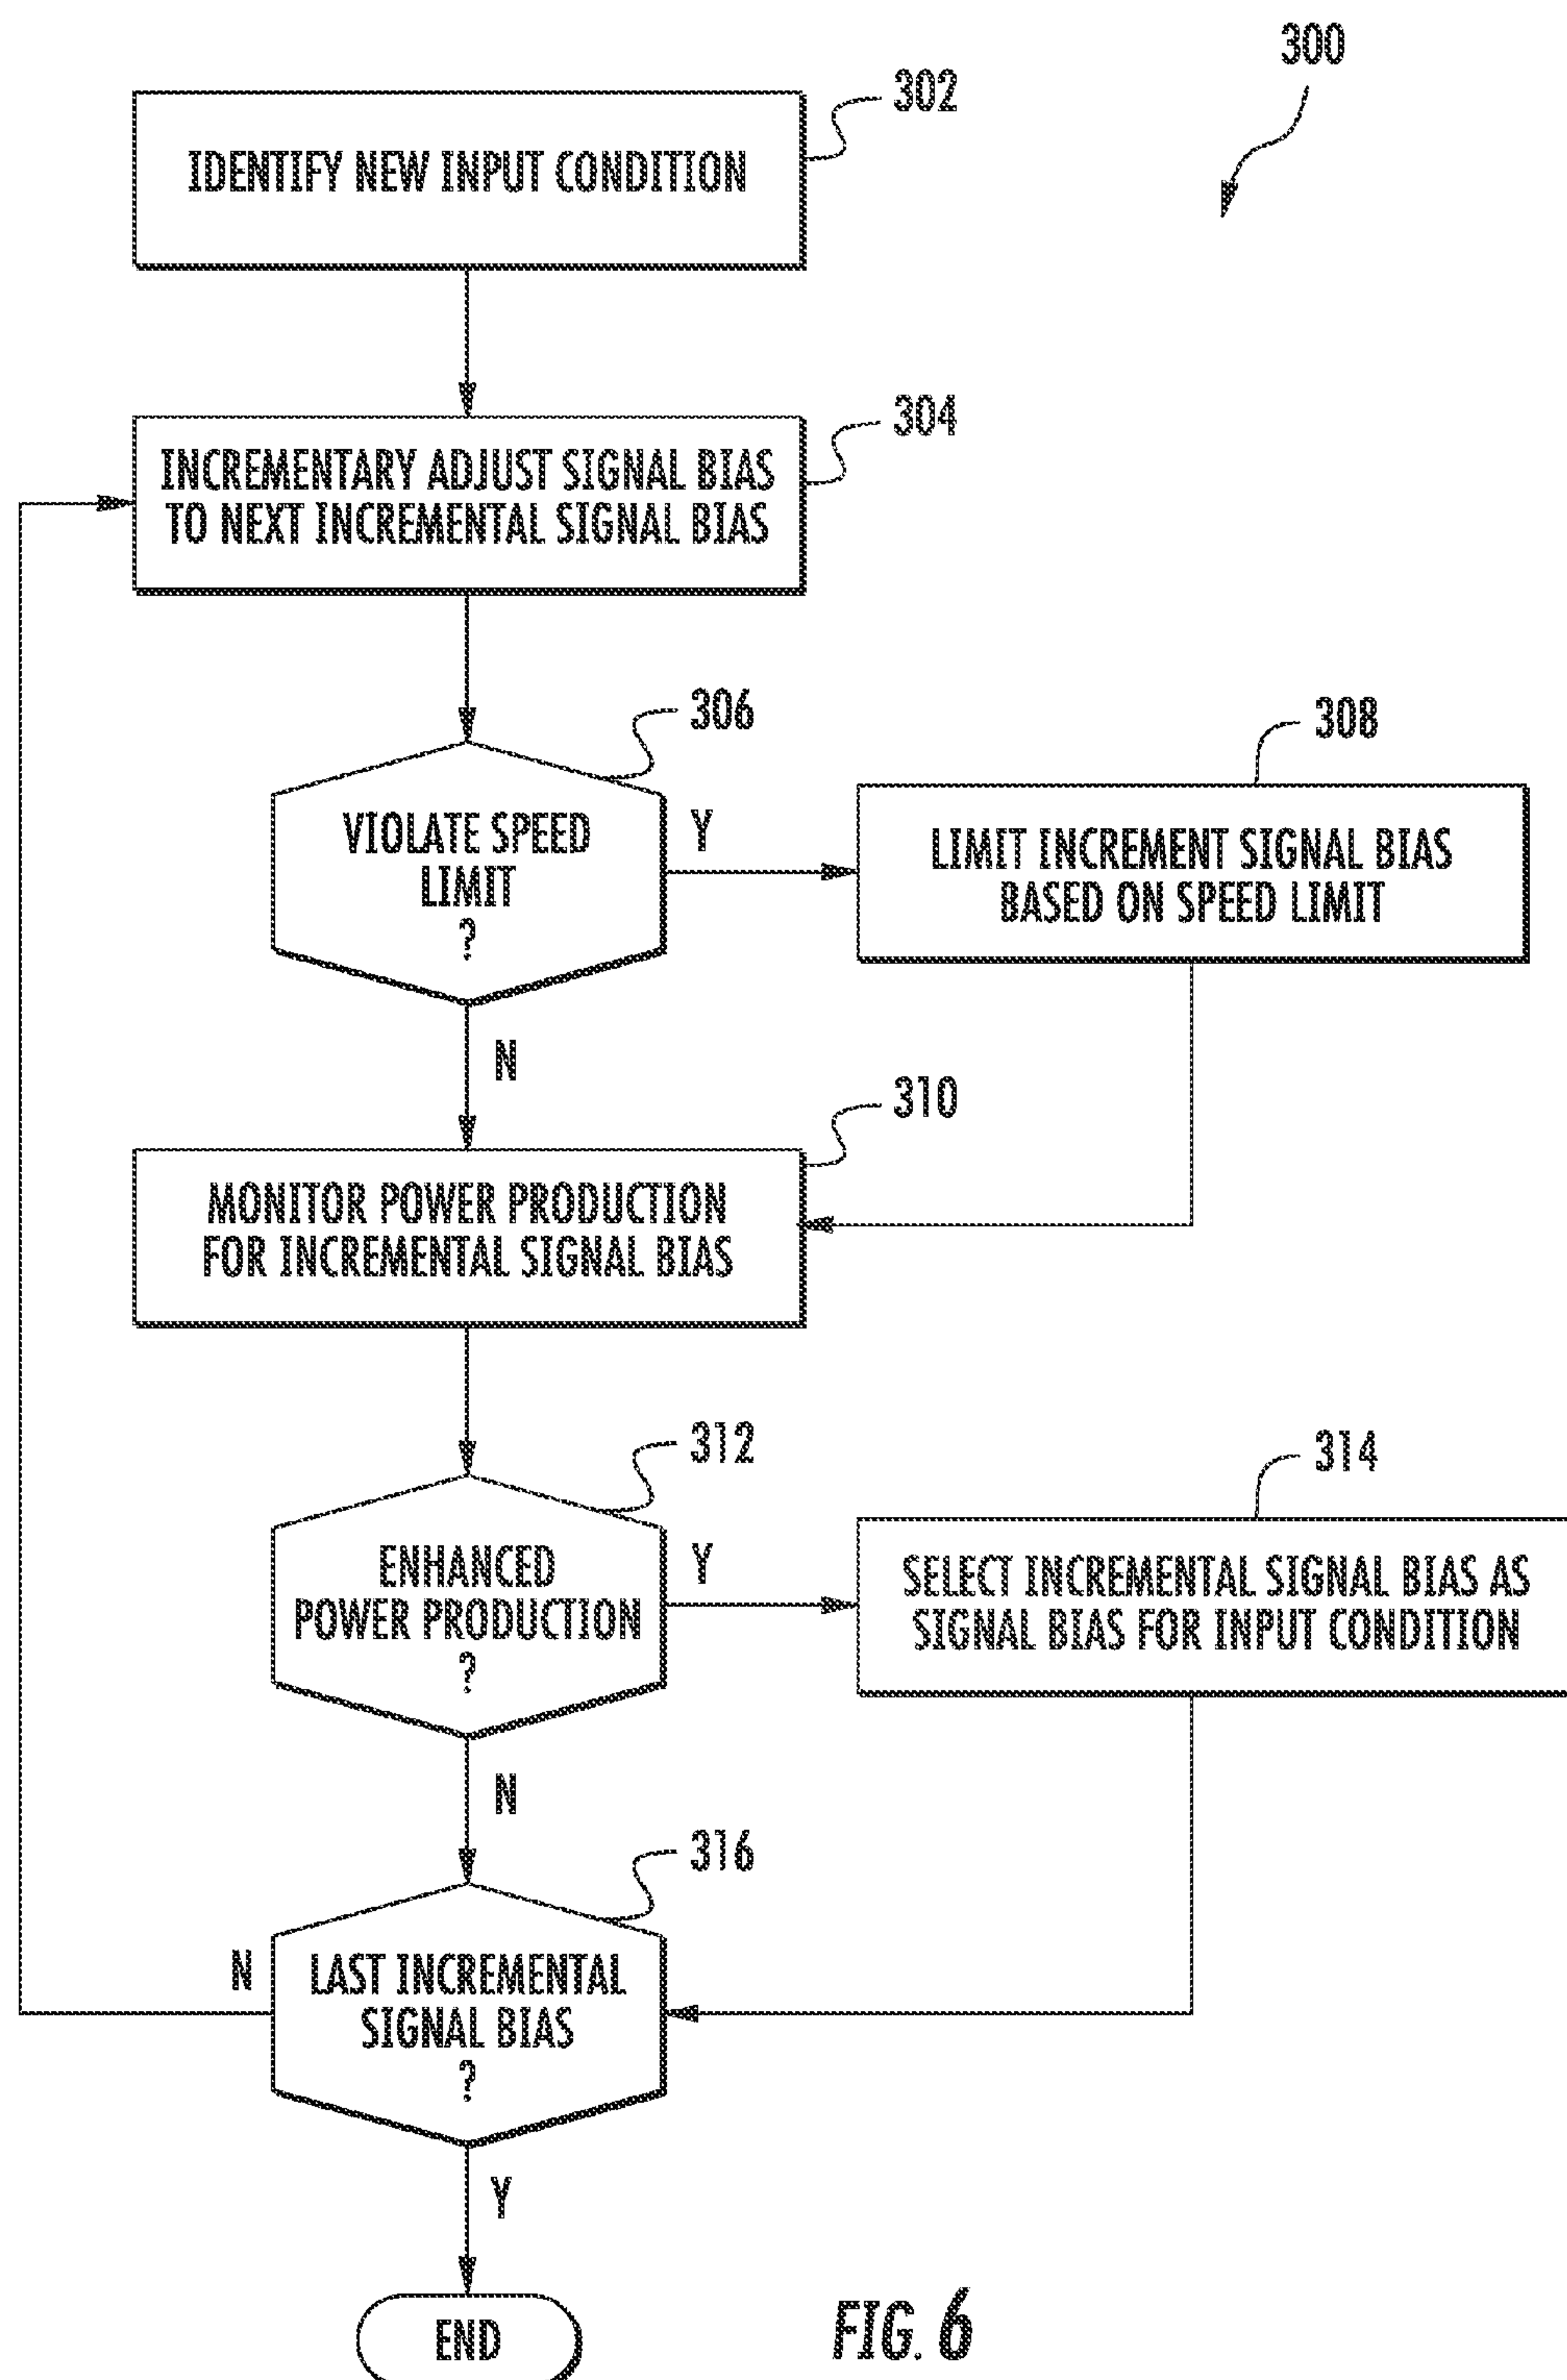 300
302
IDENTIFY NEW INPUT CONDITION
304
INCREMENTARY ADJUST SIGNAL BIAS
TO NEXT INCREMENTAL SIGNAL BIAS
306
VIOLATE SPEED
LIMIT
?
Y
308
LIMIT INCREMENT SIGNAL BIAS
BASED ON SPEED LIMIT
N
310
MONITOR POWER PRODUCTION
FOR INCREMENTAL SIGNAL BIAS
312
ENHANCED
POWER PRODUCTION
?
Y
314
SELECT INCREMENTAL SIGNAL BIAS AS
SIGNAL BIAS FOR INPUT CONDITION
N
316
LAST INCREMENTAL
SIGNAL BIAS
?
N
Y
END
FIG. 6